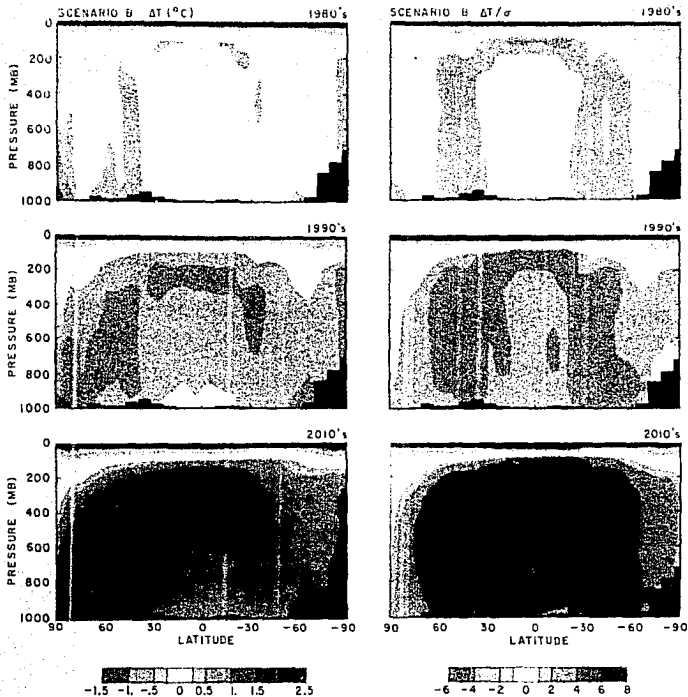 SCENARIO B ΔT (°C) 1980's
SCENARIO B ΔT/σ 1980's
PRESSURE (MB)
0
200
400
600
800
1000
1990's
1990's
PRESSURE (MB)
0
200
400
600
800
1000
2010's
2010's
PRESSURE (MB)
0
200
400
600
800
1000
90 30 0 -30 -90
LATITUDE
90 30 0 -30 -60 -90
LATITUDE
-1.5 -1. -.5 0 0.5 1. 1.5 2.5
-6 -4 -2 0 2 4 6 8